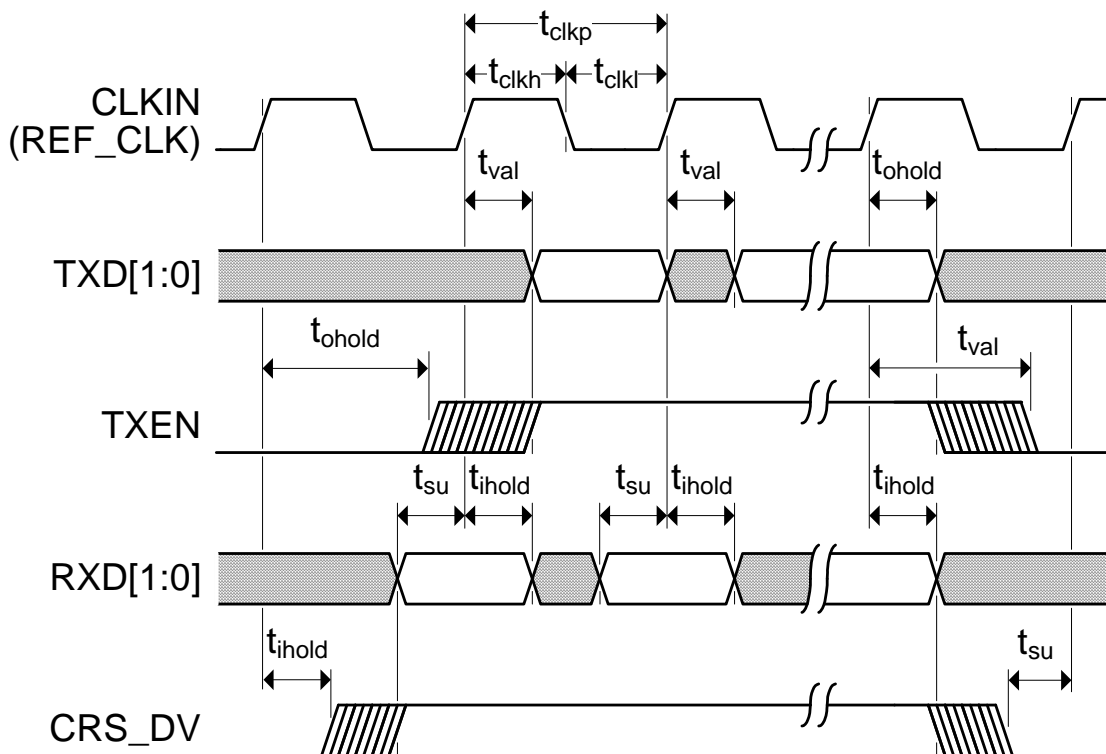 t_clkp
t_clkh t_clkl
CLKIN
(REF_CLK)
t_val t_val t_ohold
TXD[1:0]
t_ohold t_val
TXEN
t_su t_ihold t_su t_ihold t_ihold
RXD[1:0]
t_ihold t_su
CRS_DV